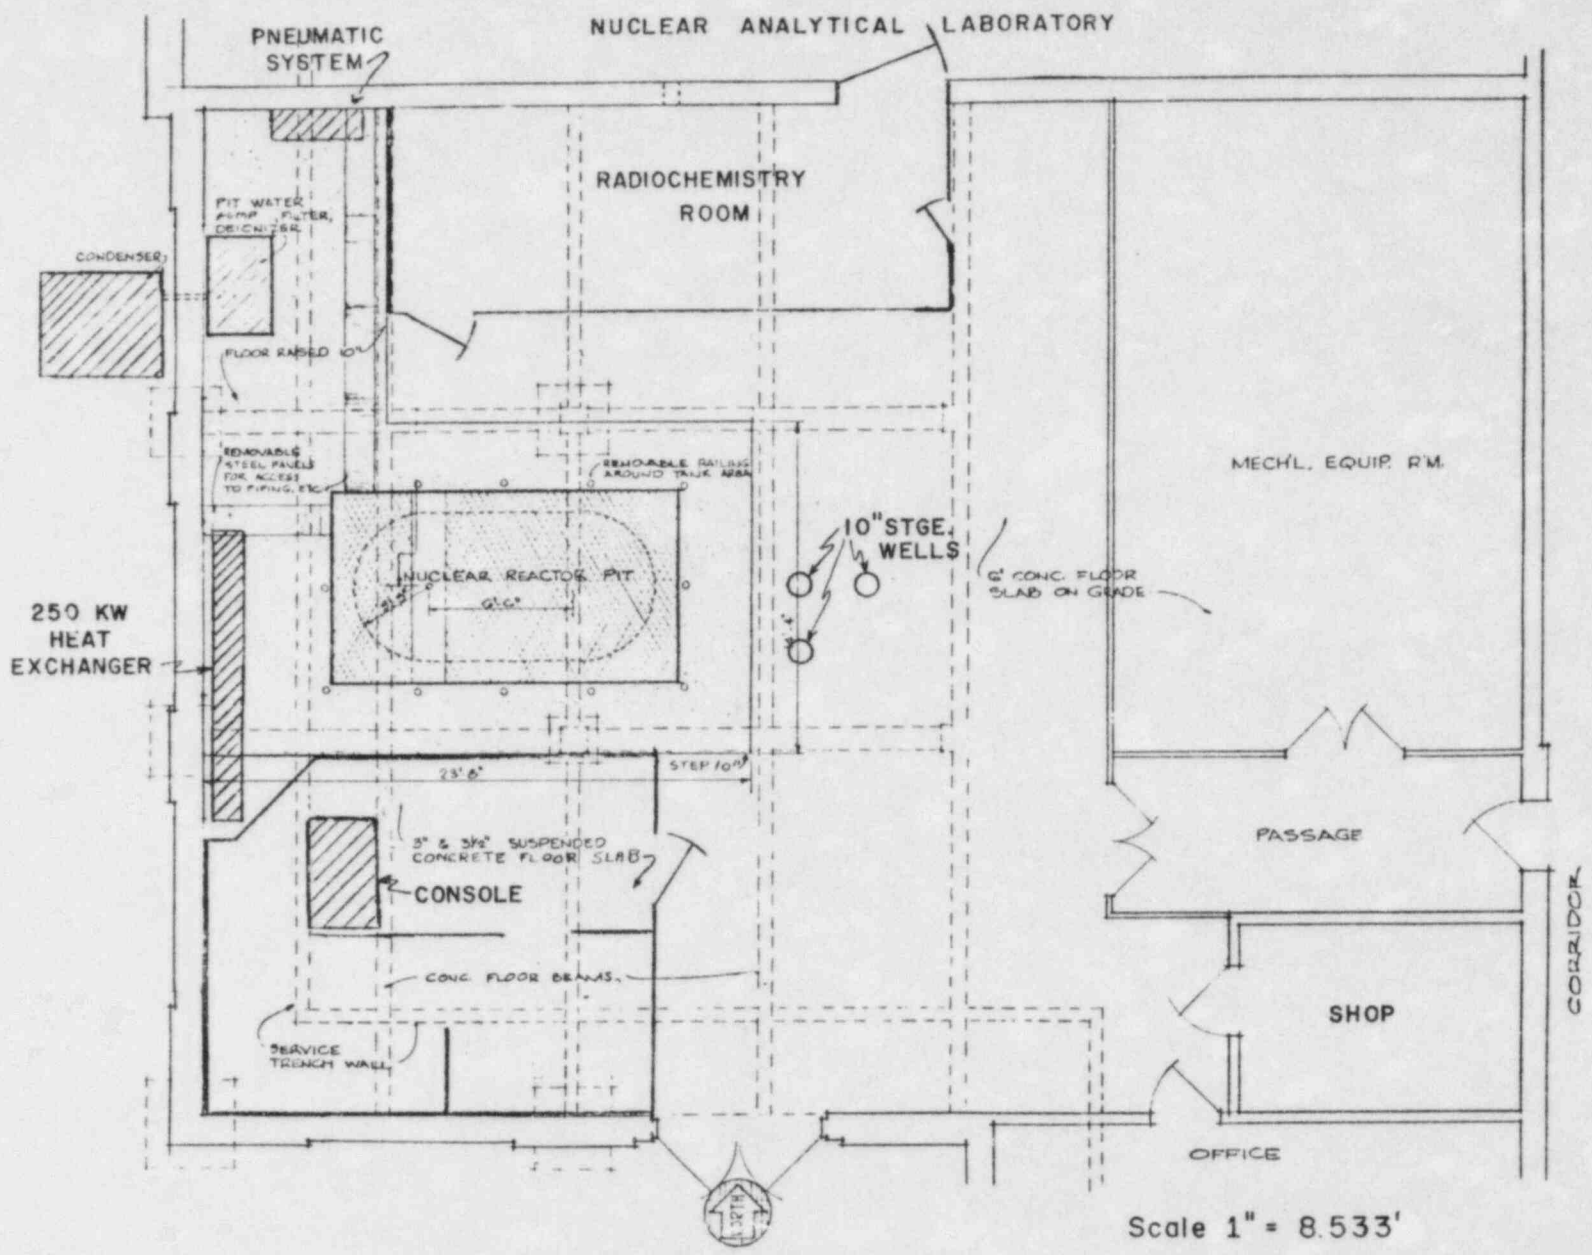 NUCLEAR ANALYTICAL LABORATORY
PNEUMATIC
SYSTEM
RADIOCHEMISTRY
ROOM
PIT WATER
PUMP, FILTER,
DEIONIZER
CONDENSER
FLOOR RAISED 10"
REMOVABLE
STEEL PANELS
FOR ACCESS
TO PIPING, ETC.
REMOVABLE RAILING
AROUND TANK AREA
MECH'L. EQUIP. R'M.
10" STGE.
WELLS
NUCLEAR REACTOR PIT
6'-6"
6" CONC. FLOOR
SLAB ON GRADE
250 KW
HEAT
EXCHANGER
STEP 10"
23'-8"
3" & 3½" SUSPENDED
CONCRETE FLOOR SLAB
CONSOLE
PASSAGE
CORRIDOR
CONC. FLOOR BEAMS.
SHOP
SERVICE
TRENCH WALL
OFFICE
NORTH
Scale 1" = 8.533'